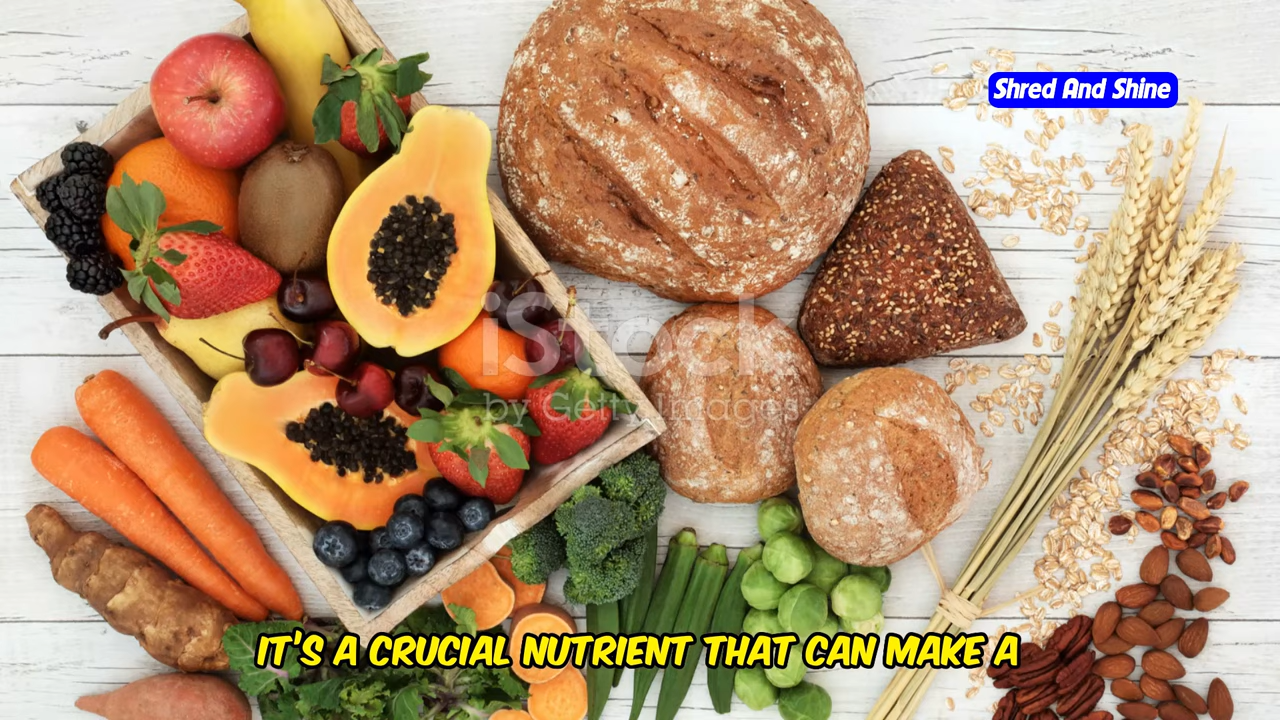 Shred And Shine
iStock
by Getty Images
IT'S A CRUCIAL NUTRIENT THAT CAN MAKE A